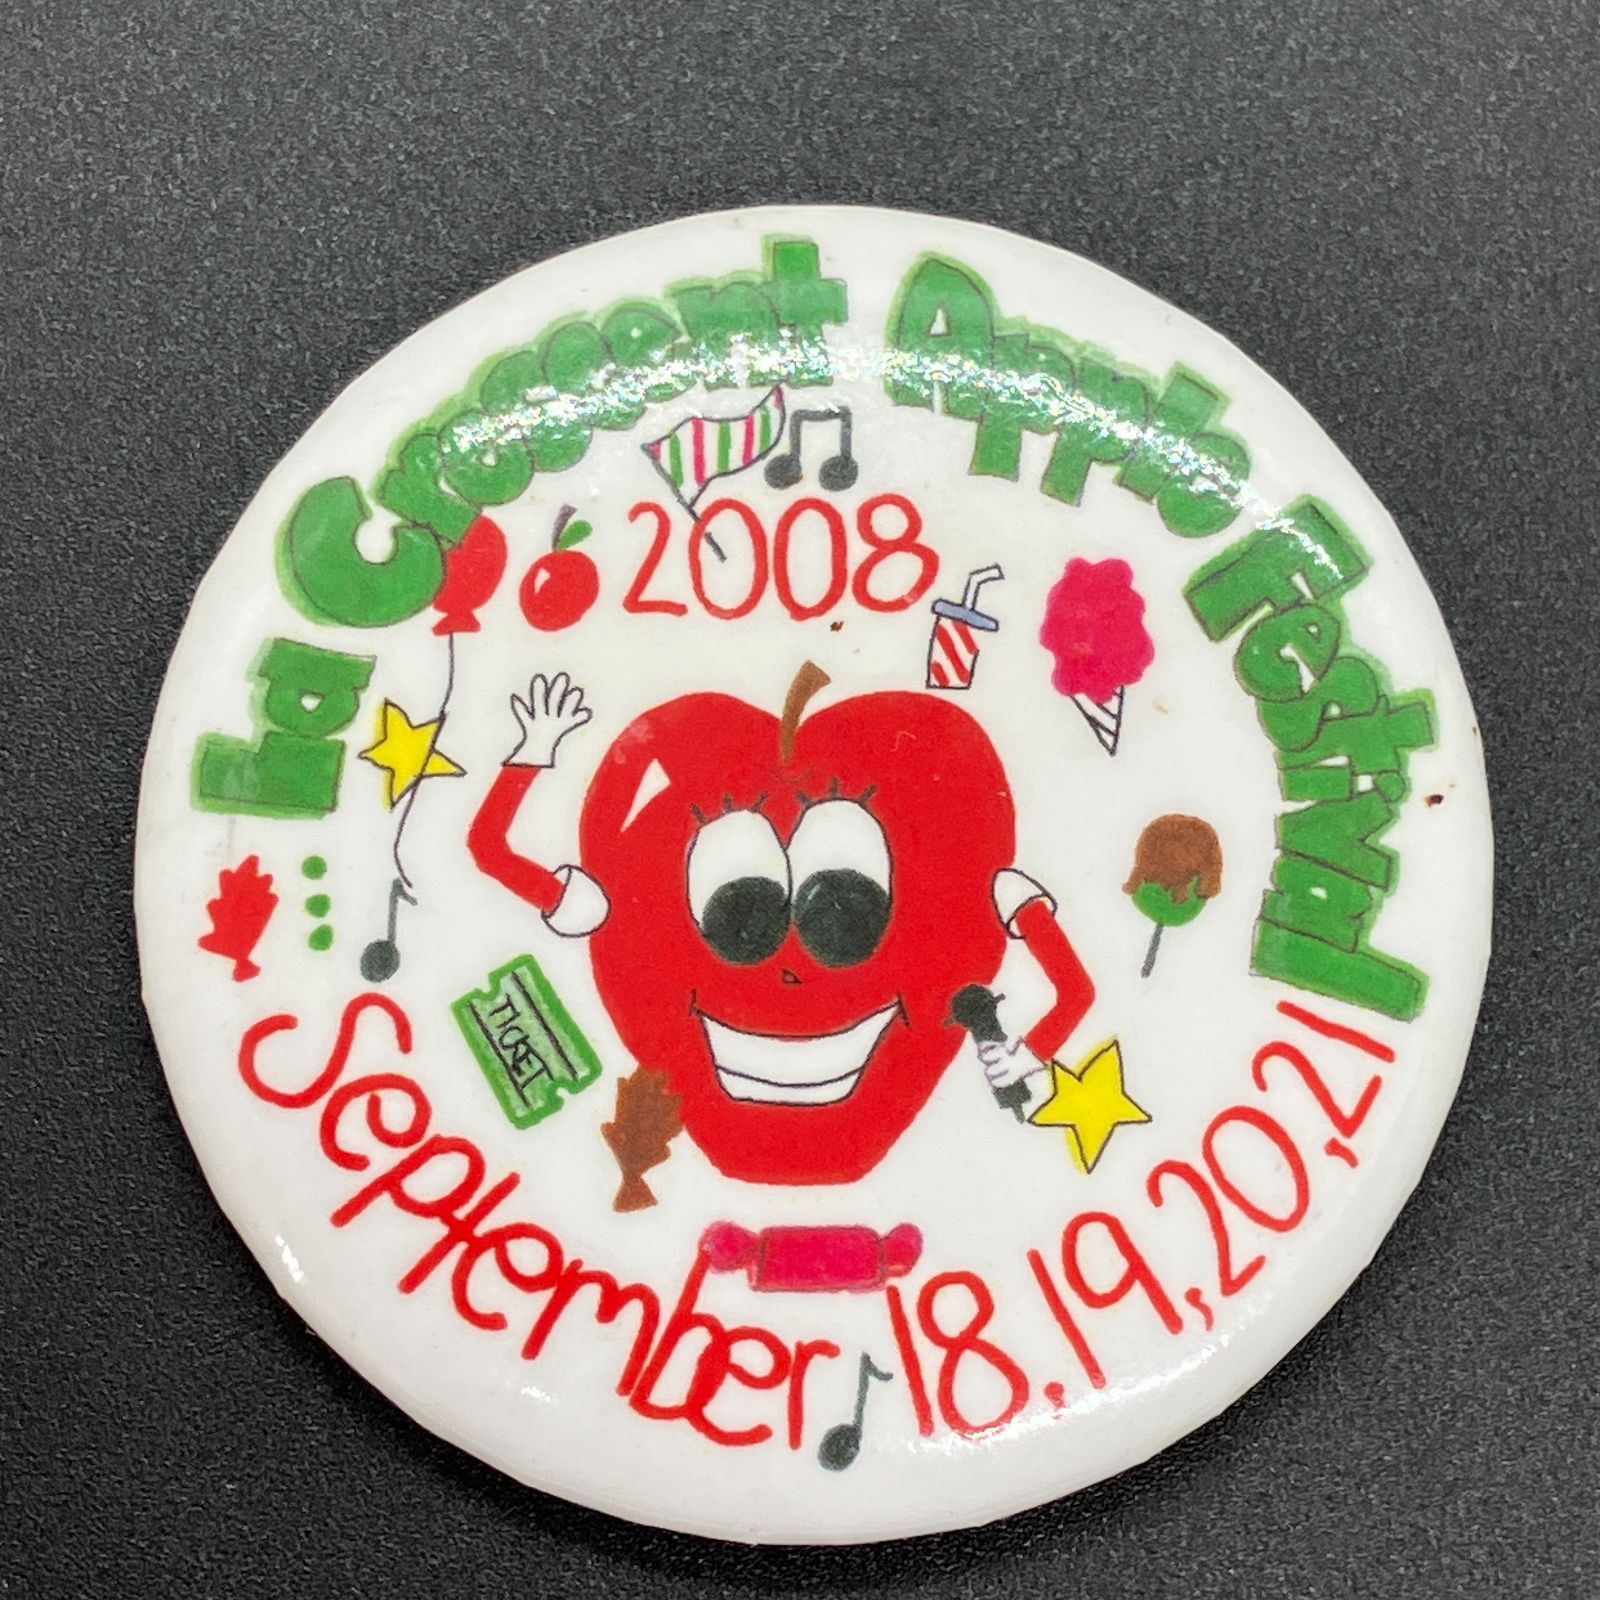 La Crescent Apple Festival
2008
TICKET
September 18, 19, 20, 21